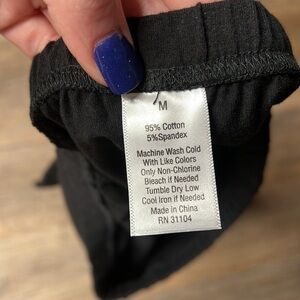 M
95% Cotton
5%Spandex
Machine Wash Cold
With Like Colors
Only Non-Chlorine
Bleach if Needed
Tumble Dry Low
Cool Iron if Needed
Made in China
RN 31104